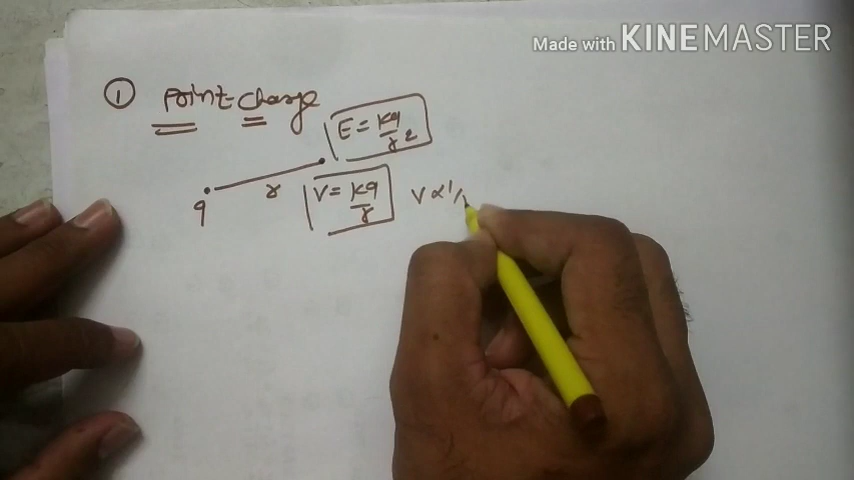 Made with KINEMASTER
① Point charge
E = kq/r²
q r V = kq/r V ∝ 1/